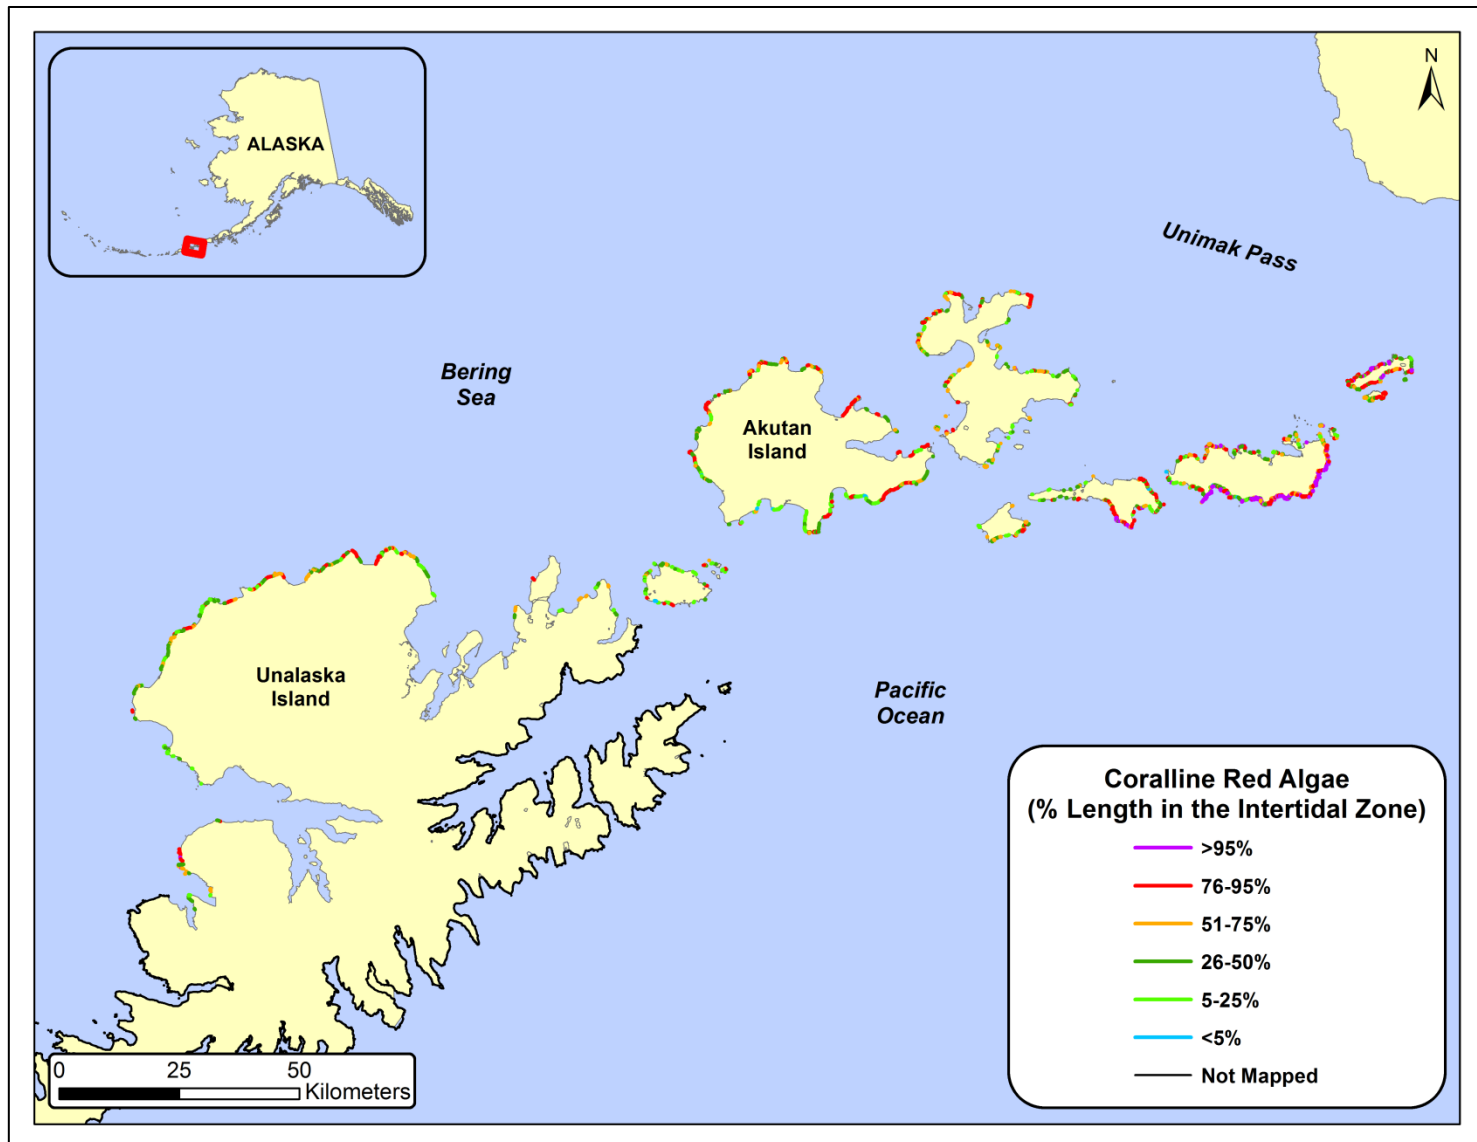 ALASKA
N
Unimak Pass
Bering
Sea
Akutan
Island
Unalaska
Island
Pacific
Ocean
Coralline Red Algae
(% Length in the Intertidal Zone)
>95%
76-95%
51-75%
26-50%
5-25%
<5%
Not Mapped
0 25 50
Kilometers